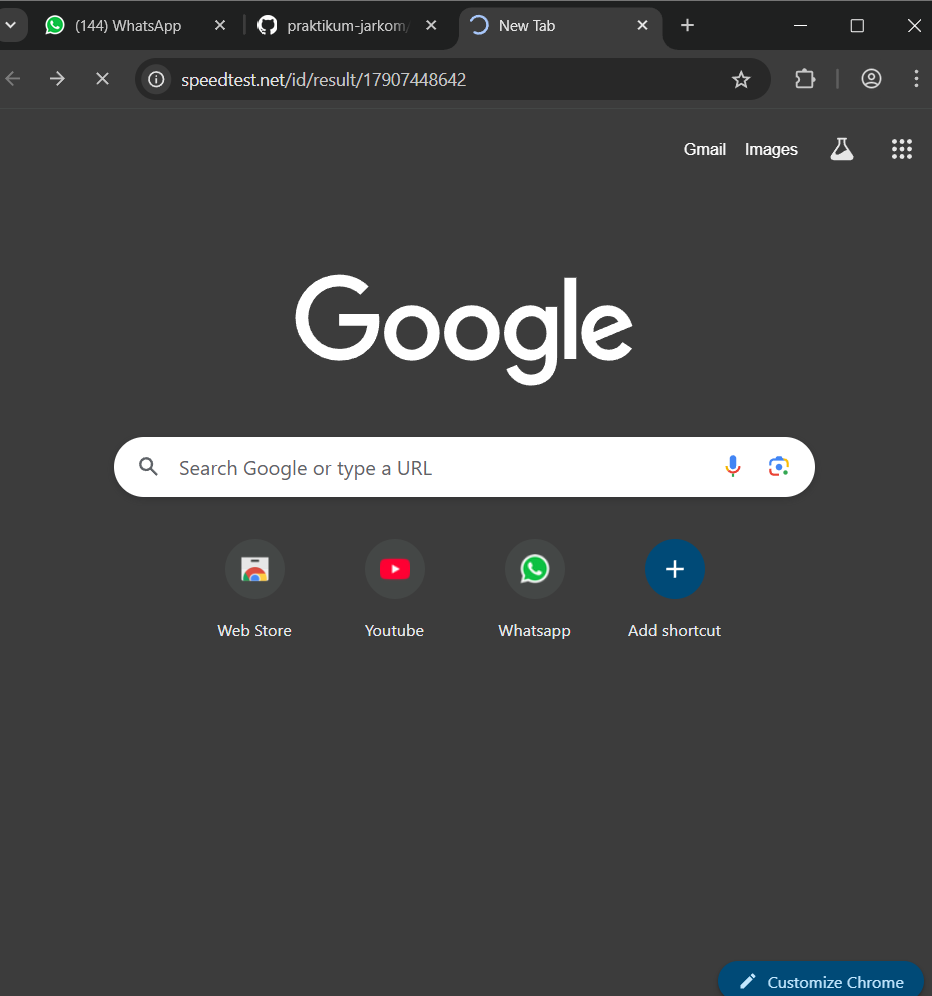 (144) WhatsApp
praktikum-jarkom/
New Tab
speedtest.net/id/result/17907448642
Gmail Images
Google
Search Google or type a URL
Web Store Youtube Whatsapp Add shortcut
Customize Chrome